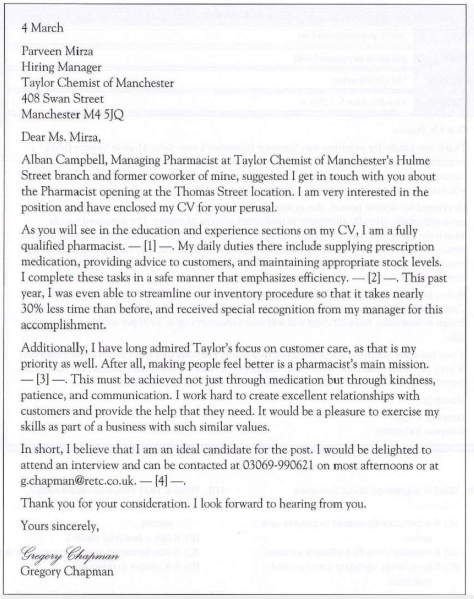 4 March
Parveen Mirza
Hiring Manager
Taylor Chemist of Manchester
408 Swan Street
Manchester M4 5JQ
Dear Ms. Mirza,
Alban Campbell, Managing Pharmacist at Taylor Chemist of Manchester's Hulme
Street branch and former coworker of mine, suggested I get in touch with you about
the Pharmacist opening at the Thomas Street location. I am very interested in the
position and have enclosed my CV for your perusal.
As you will see in the education and experience sections on my CV, I am a fully
qualified pharmacist. — [1] —. My daily duties there include supplying prescription
medication, providing advice to customers, and maintaining appropriate stock levels.
I complete these tasks in a safe manner that emphasizes efficiency. — [2] —. This past
year, I was even able to streamline our inventory procedure so that it takes nearly
30% less time than before, and received special recognition from my manager for this
accomplishment.
Additionally, I have long admired Taylor's focus on customer care, as that is my
priority as well. After all, making people feel better is a pharmacist's main mission.
— [3] —. This must be achieved not just through medication but through kindness,
patience, and communication. I work hard to create excellent relationships with
customers and provide the help that they need. It would be a pleasure to exercise my
skills as part of a business with such similar values.
In short, I believe that I am an ideal candidate for the post. I would be delighted to
attend an interview and can be contacted at 03069-990621 on most afternoons or at
g.chapman@retc.co.uk. — [4] —.
Thank you for your consideration. I look forward to hearing from you.
Yours sincerely,
Gregory Chapman
Gregory Chapman